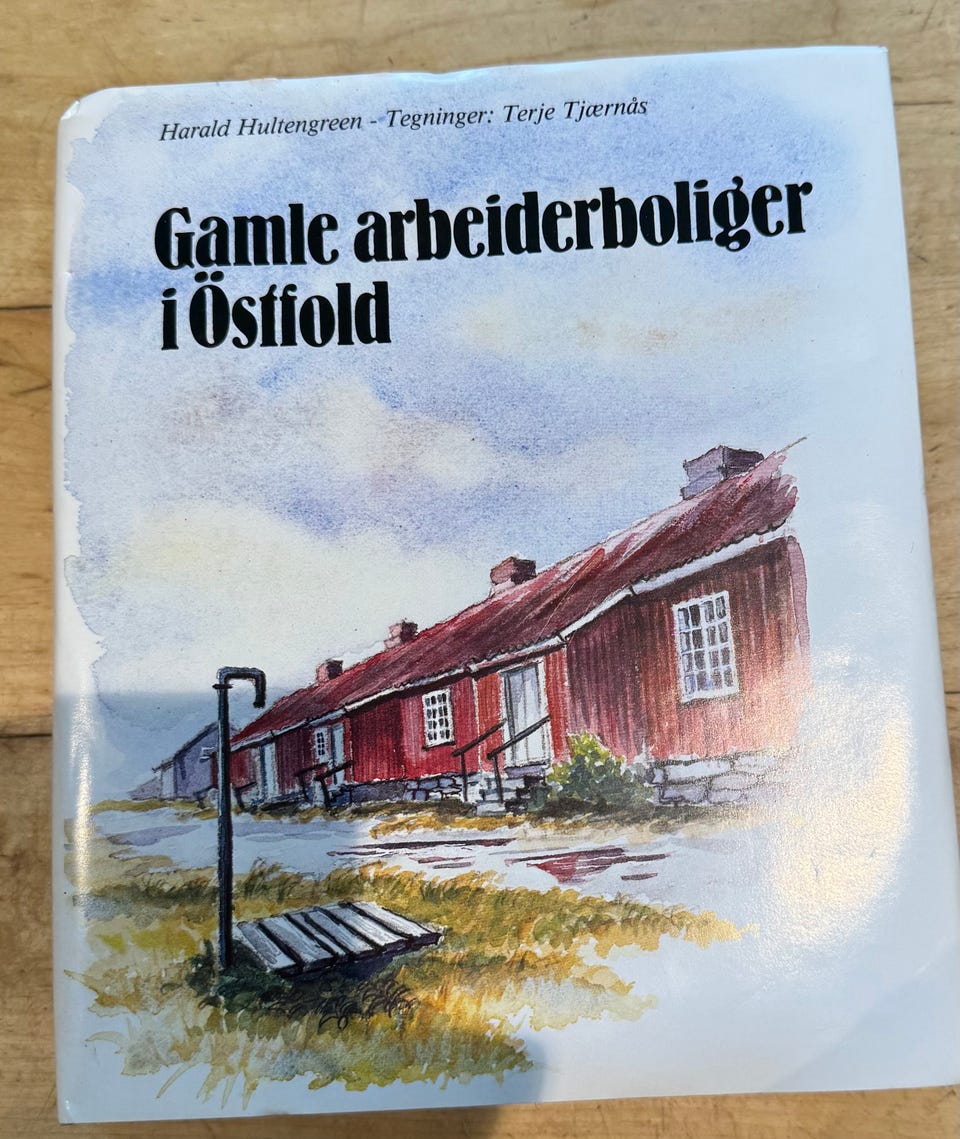 Harald Hultengreen - Tegninger: Terje Tjærnås
Gamle arbeiderboliger
i Östfold